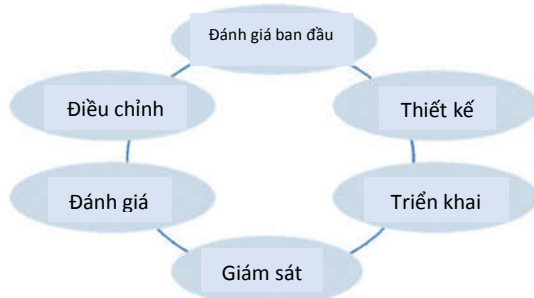 Đánh giá ban đầu
Thiết kế
Triển khai
Giám sát
Đánh giá
Điều chỉnh